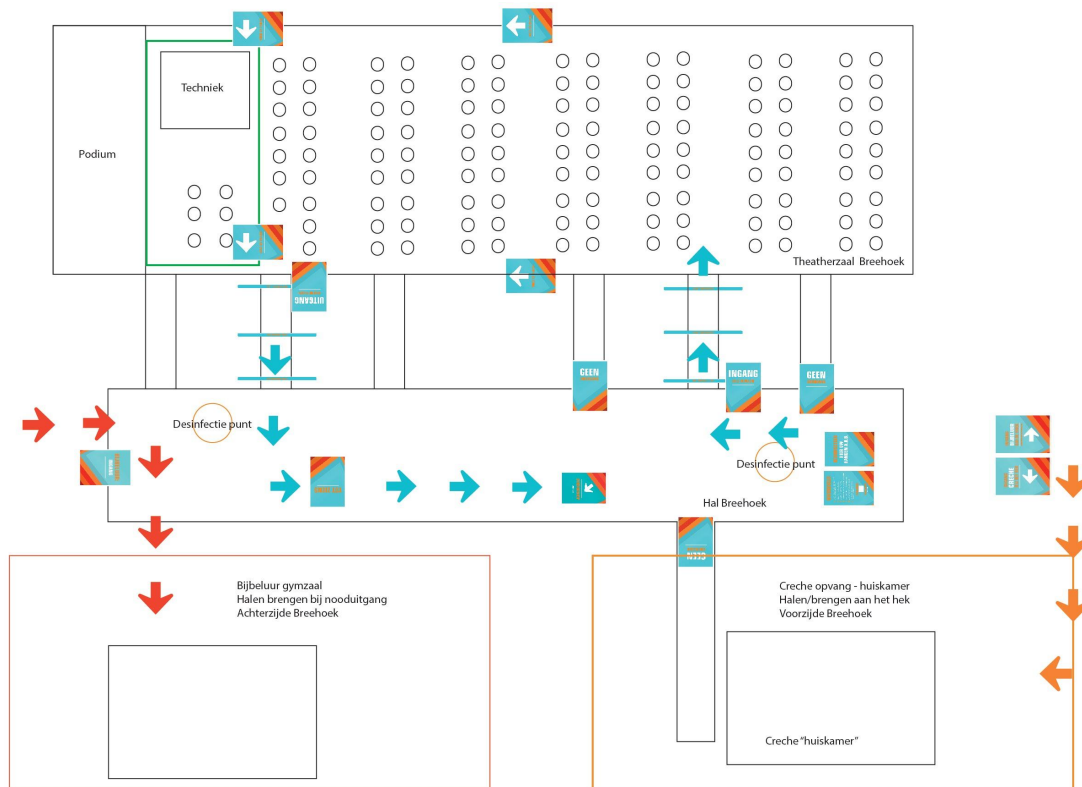 Techniek
Podium
Theatherzaal Breehoek
UITGANG
GEEN
INGANG
GEEN
Desinfectie punt
Desinfectie punt
CRECHE
Hal Breehoek
GEEN
Bijbeluur gymzaal
Halen brengen bij nooduitgang
Achterzijde Breehoek
Creche opvang - huiskamer
Halen/brengen aan het hek
Voorzijde Breehoek
Creche "huiskamer"